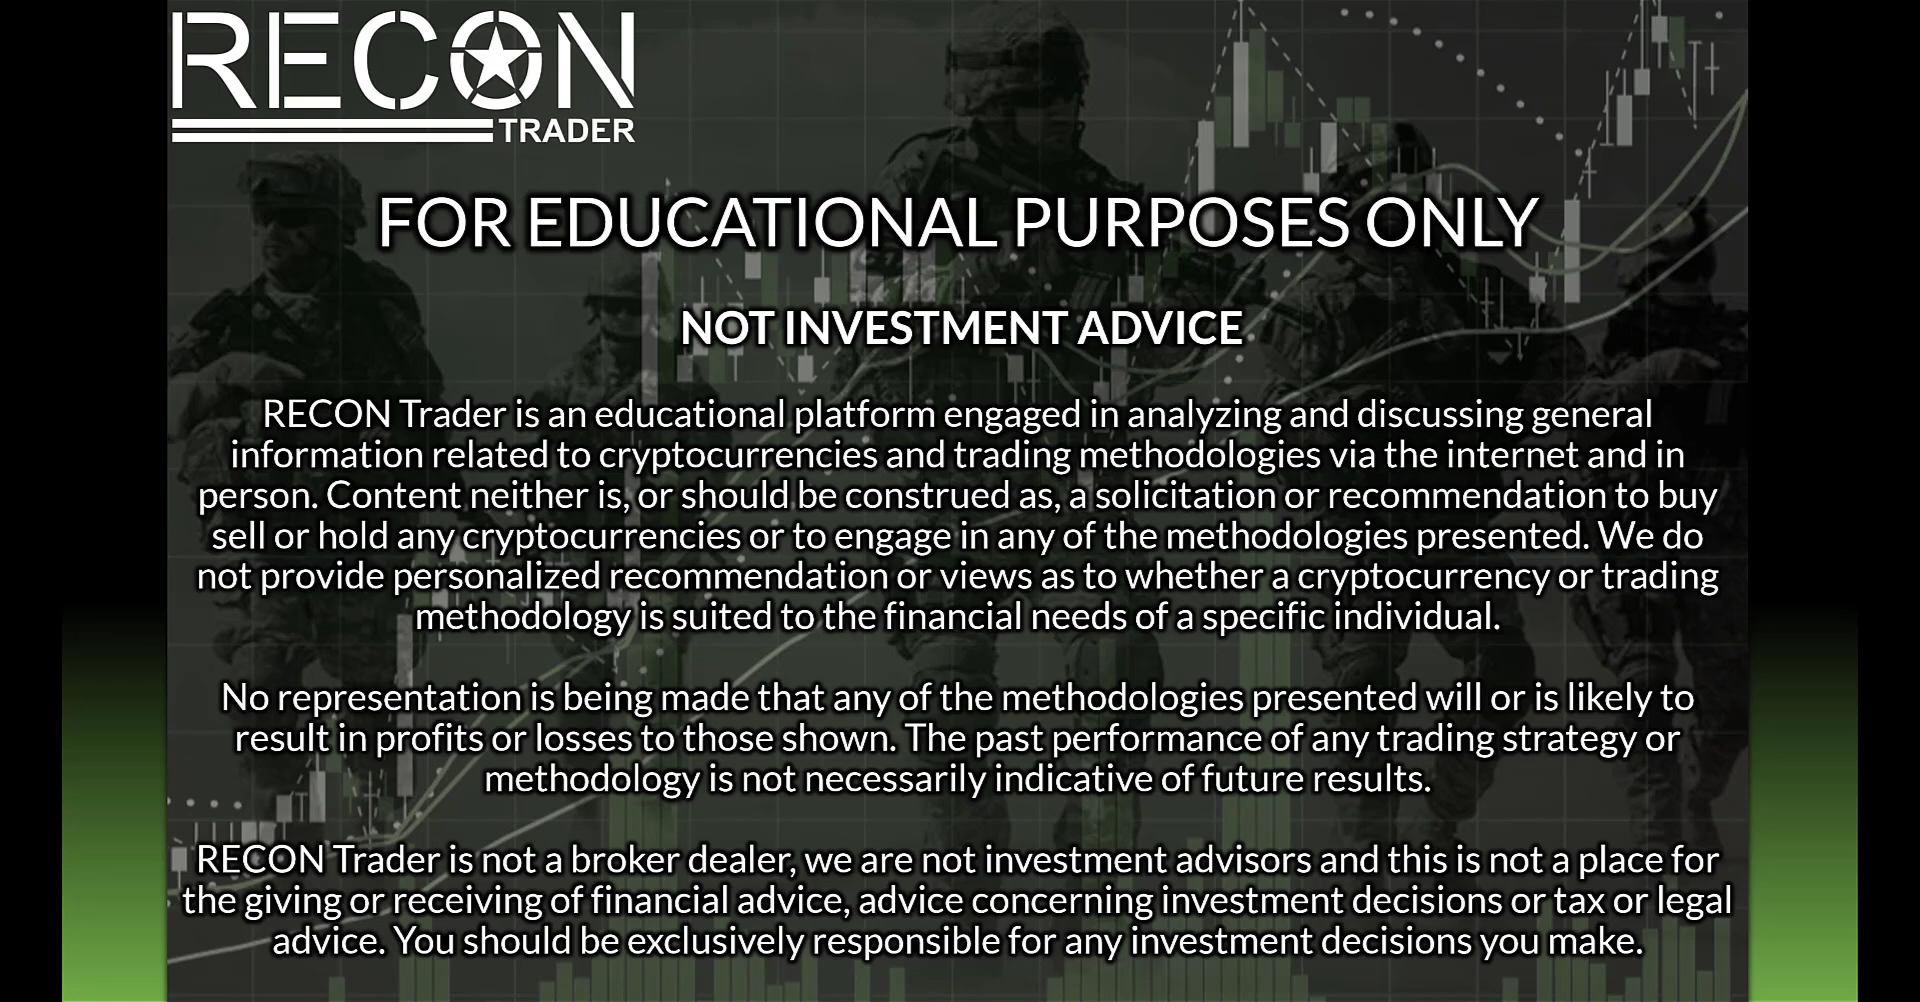 RECON
TRADER
FOR EDUCATIONAL PURPOSES ONLY
NOT INVESTMENT ADVICE
RECON Trader is an educational platform engaged in analyzing and discussing general
information related to cryptocurrencies and trading methodologies via the internet and in
person. Content neither is, or should be construed as, a solicitation or recommendation to buy
sell or hold any cryptocurrencies or to engage in any of the methodologies presented. We do
not provide personalized recommendation or views as to whether a cryptocurrency or trading
methodology is suited to the financial needs of a specific individual.
No representation is being made that any of the methodologies presented will or is likely to
result in profits or losses to those shown. The past performance of any trading strategy or
methodology is not necessarily indicative of future results.
RECON Trader is not a broker dealer, we are not investment advisors and this is not a place for
the giving or receiving of financial advice, advice concerning investment decisions or tax or legal
advice. You should be exclusively responsible for any investment decisions you make.